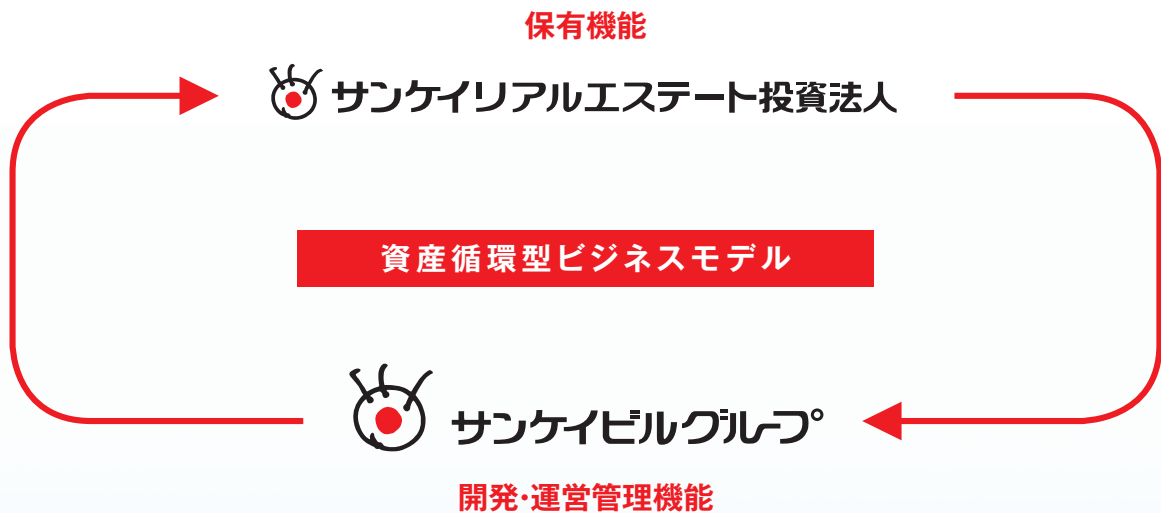 保有機能
サンケイリアルエステート投資法人
資産循環型ビジネスモデル
サンケイビルグループ
開発・運営管理機能